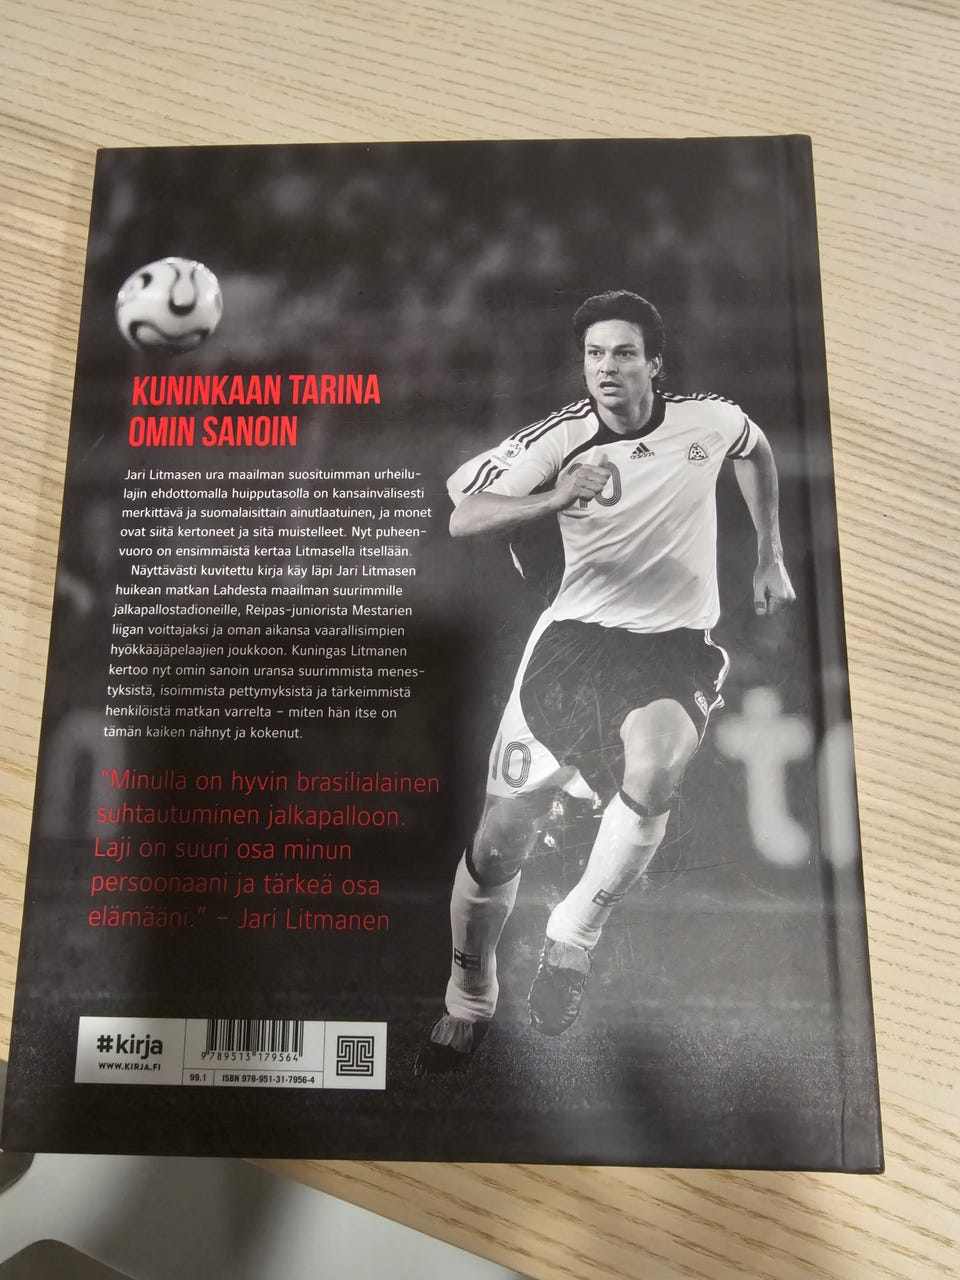 KUNINKAAN TARINA
OMIN SANOIN
Jari Litmasen ura maailman suosituimman urheilu-
lajin ehdottomalla huipputasolla on kansainvälisesti
merkittävä ja suomalaisittain ainutlaatuinen, ja monet
ovat siitä kertoneet ja sitä muistelleet. Nyt puheen-
vuoro on ensimmäistä kertaa Litmasella itsellään.
Näyttävästi kuvitettu kirja käy läpi Jari Litmasen
huikean matkan Lahdesta maailman suurimmille
jalkapallostadioneille, Reipas-juniorista Mestarien
liigan voittajaksi ja oman aikansa vaarallisimpien
hyökkääjäpelaajien joukkoon. Kuningas Litmanen
kertoo nyt omin sanoin uransa suurimmista menes-
tyksistä, isoimmista pettymyksistä ja tärkeimmistä
henkilöistä matkan varrelta – miten hän itse on
tämän kaiken nähnyt ja kokenut.
"Minulla on hyvin brasilialainen
suhtautuminen jalkapalloon.
Laji on suuri osa minun
persoonaani ja tärkeä osa
elämääni." – Jari Litmanen
adidas
10
10
t
#kirja
WWW.KIRJA.FI
9 789513 179564
99.1 ISBN 978-951-31-7956-4